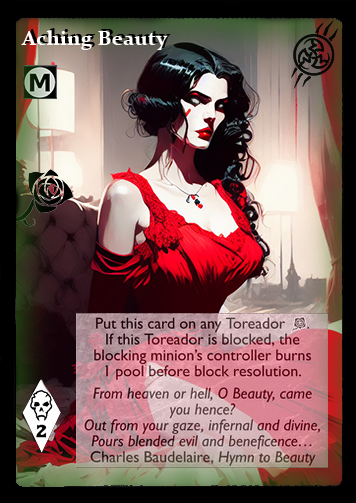 Aching Beauty
M
Put this card on any Toreador .
If this Toreador is blocked, the
blocking minion's controller burns
1 pool before block resolution.
From heaven or hell, O Beauty, came
you hence?
Out from your gaze, infernal and divine,
Pours blended evil and beneficence…
Charles Baudelaire, Hymn to Beauty
2